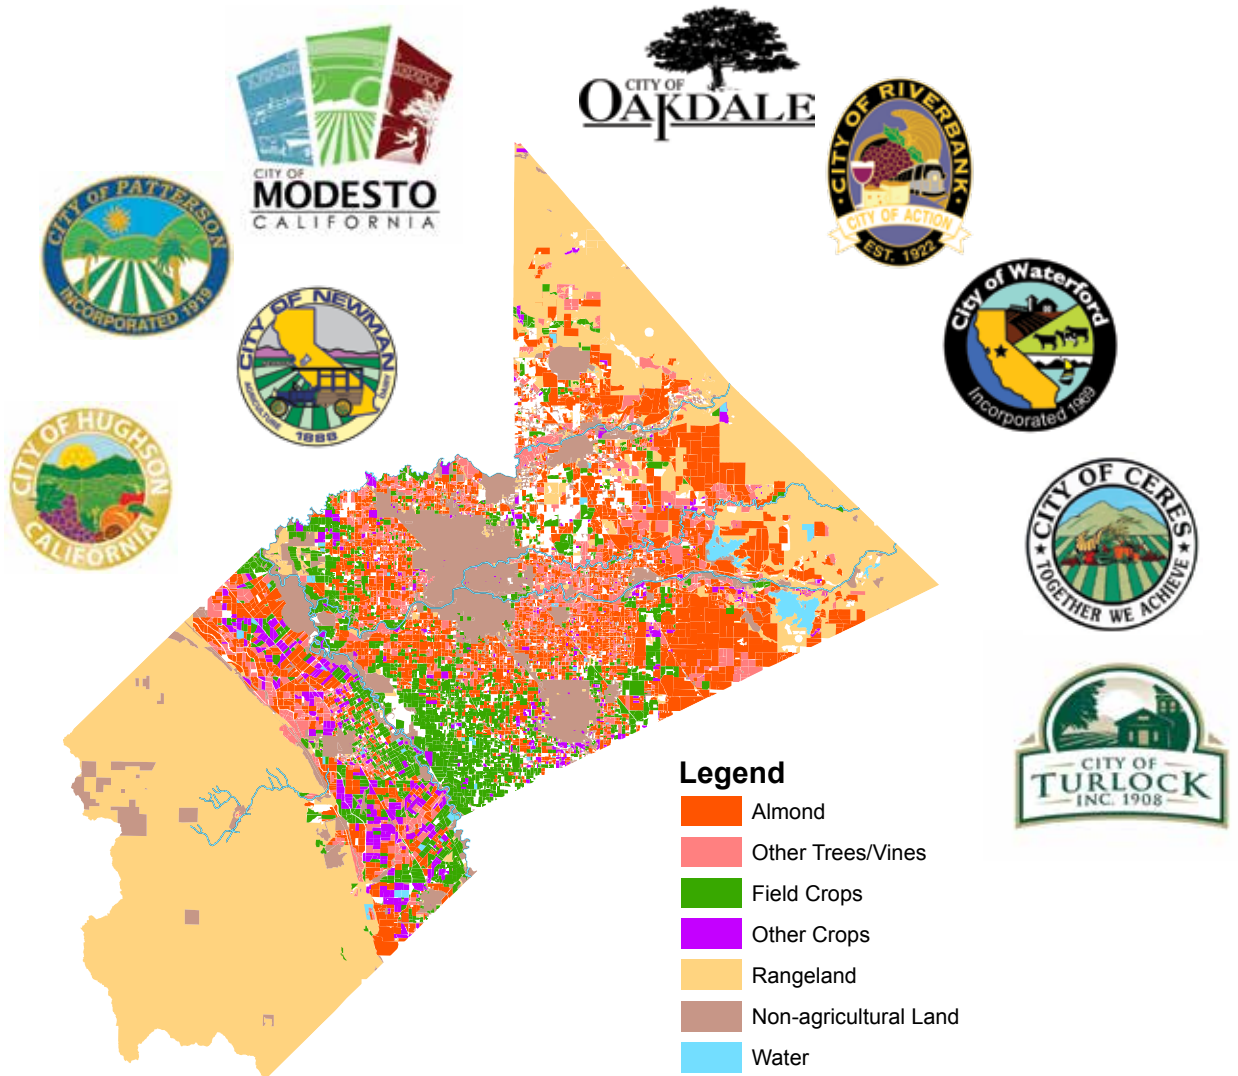 CITY OF
OAKDALE
CITY OF
MODESTO
CALIFORNIA
CITY OF RIVERBANK
CITY OF ACTION
EST. 1922
CITY OF PATTERSON
INCORPORATED 1919
City of Waterford
Incorporated 1969
CITY OF NEWMAN
AGRICULTURE
DAIRY
1888
CITY OF HUGHSON
CALIFORNIA
CITY OF CERES
TOGETHER WE ACHIEVE
CITY OF
TURLOCK
INC. 1908
Legend
Almond
Other Trees/Vines
Field Crops
Other Crops
Rangeland
Non-agricultural Land
Water